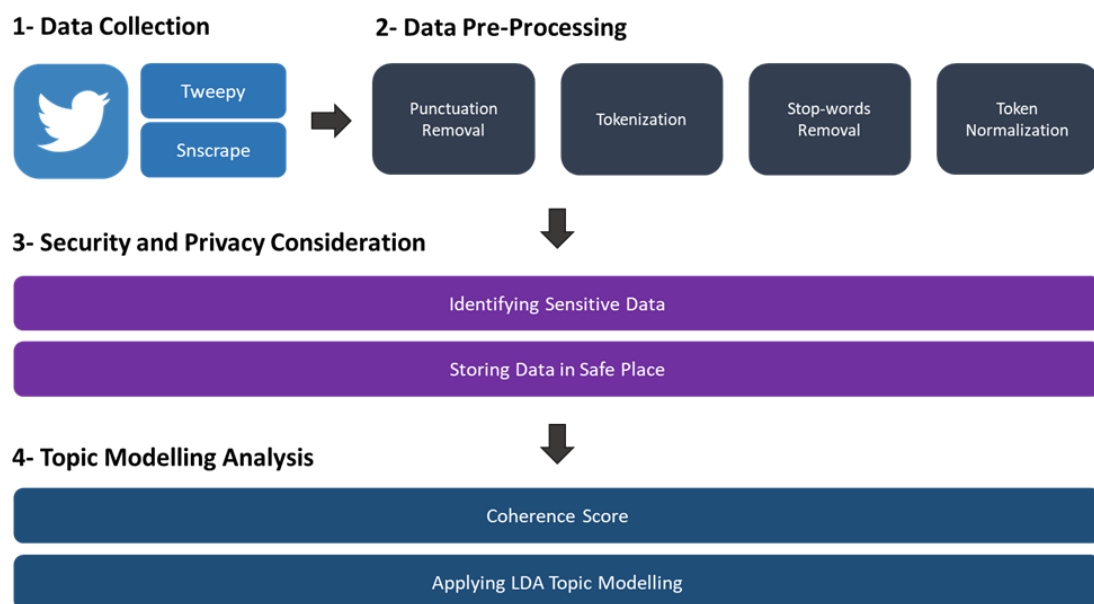 1- Data Collection
2- Data Pre-Processing
Tweepy
Snscrape
Punctuation
Removal
Tokenization
Stop-words
Removal
Token
Normalization
3- Security and Privacy Consideration
Identifying Sensitive Data
Storing Data in Safe Place
4- Topic Modelling Analysis
Coherence Score
Applying LDA Topic Modelling